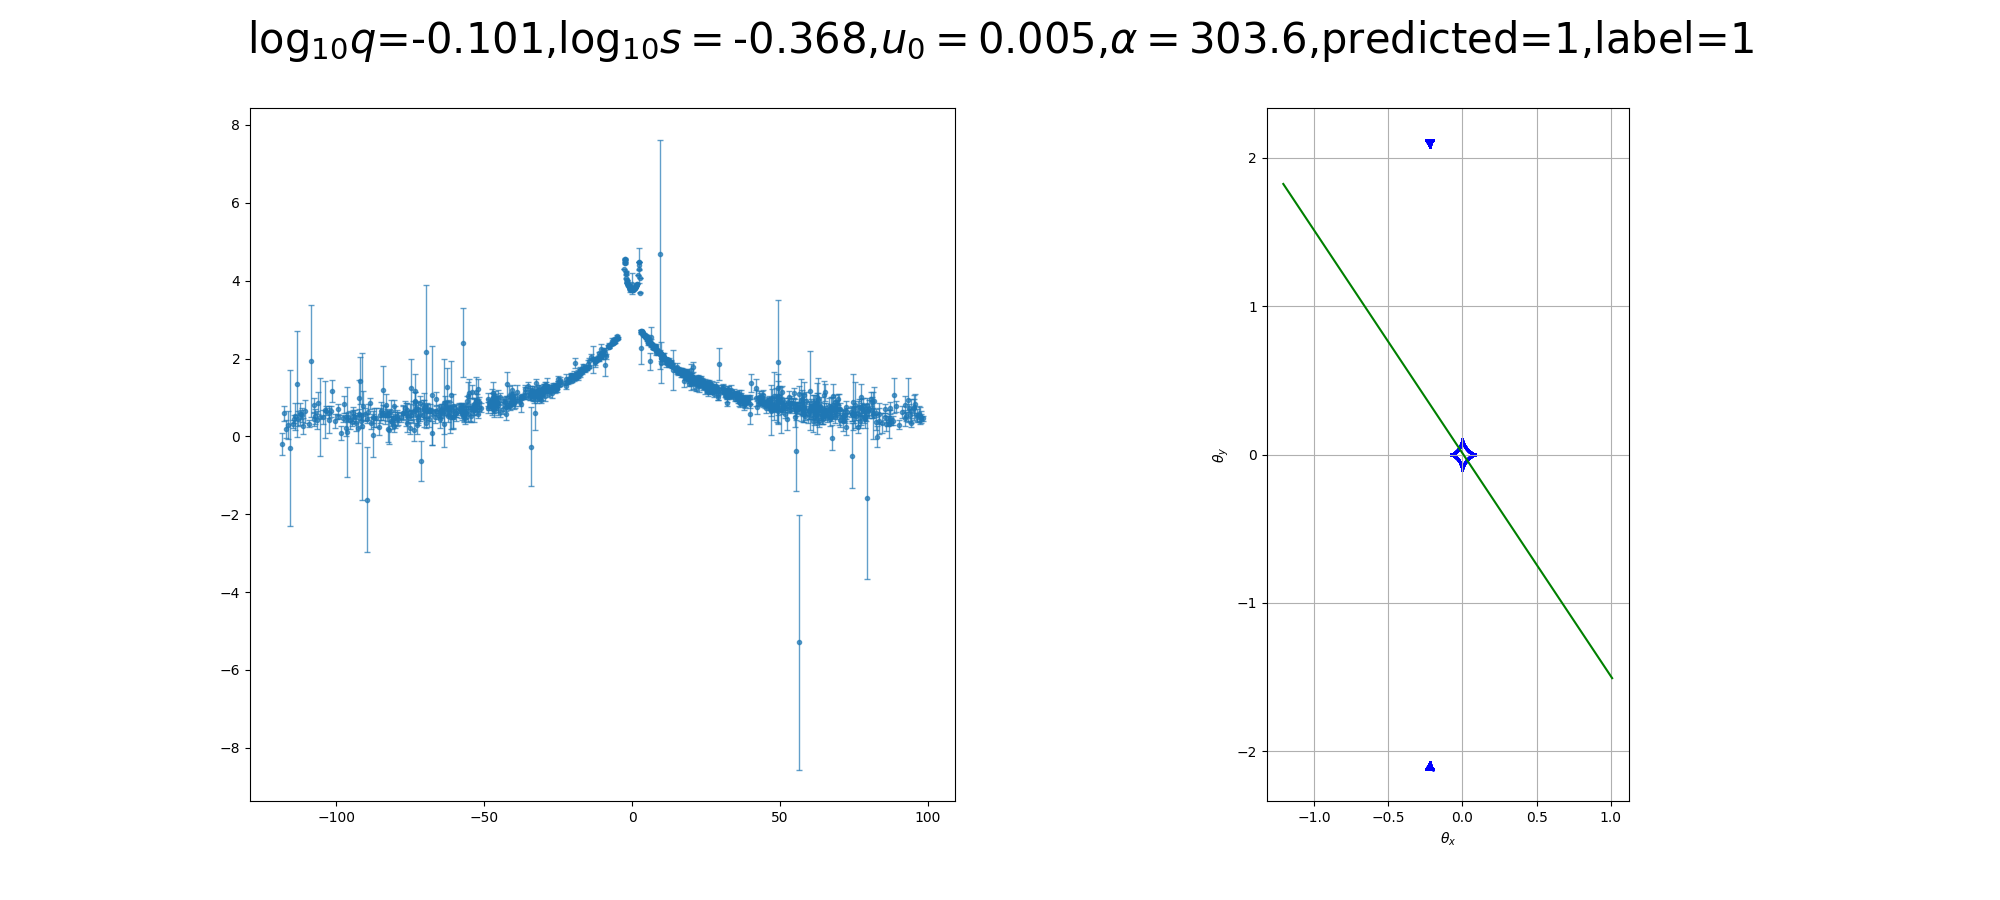 log₁₀q=-0.101,log₁₀s = -0.368,u₀ = 0.005,α = 303.6,predicted=1,label=1
8
6
4
2
0
−2
−4
−6
−8
−100 −50 0 50 100
2
1
0
−1
−2
θy
−1.0 −0.5 0.0 0.5 1.0
θx